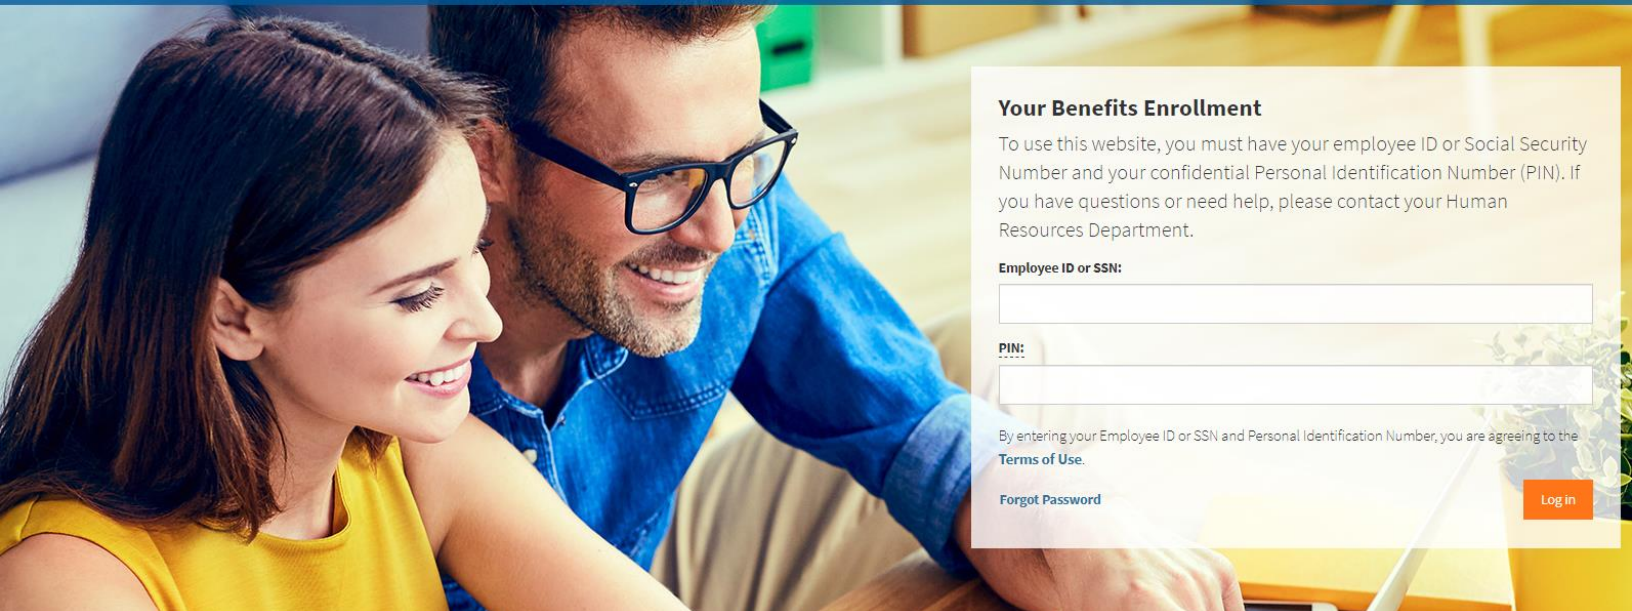 Your Benefits Enrollment
To use this website, you must have your employee ID or Social Security
Number and your confidential Personal Identification Number (PIN). If
you have questions or need help, please contact your Human
Resources Department.
Employee ID or SSN:
PIN:
By entering your Employee ID or SSN and Personal Identification Number, you are agreeing to the
Terms of Use.
Forgot Password
Log in